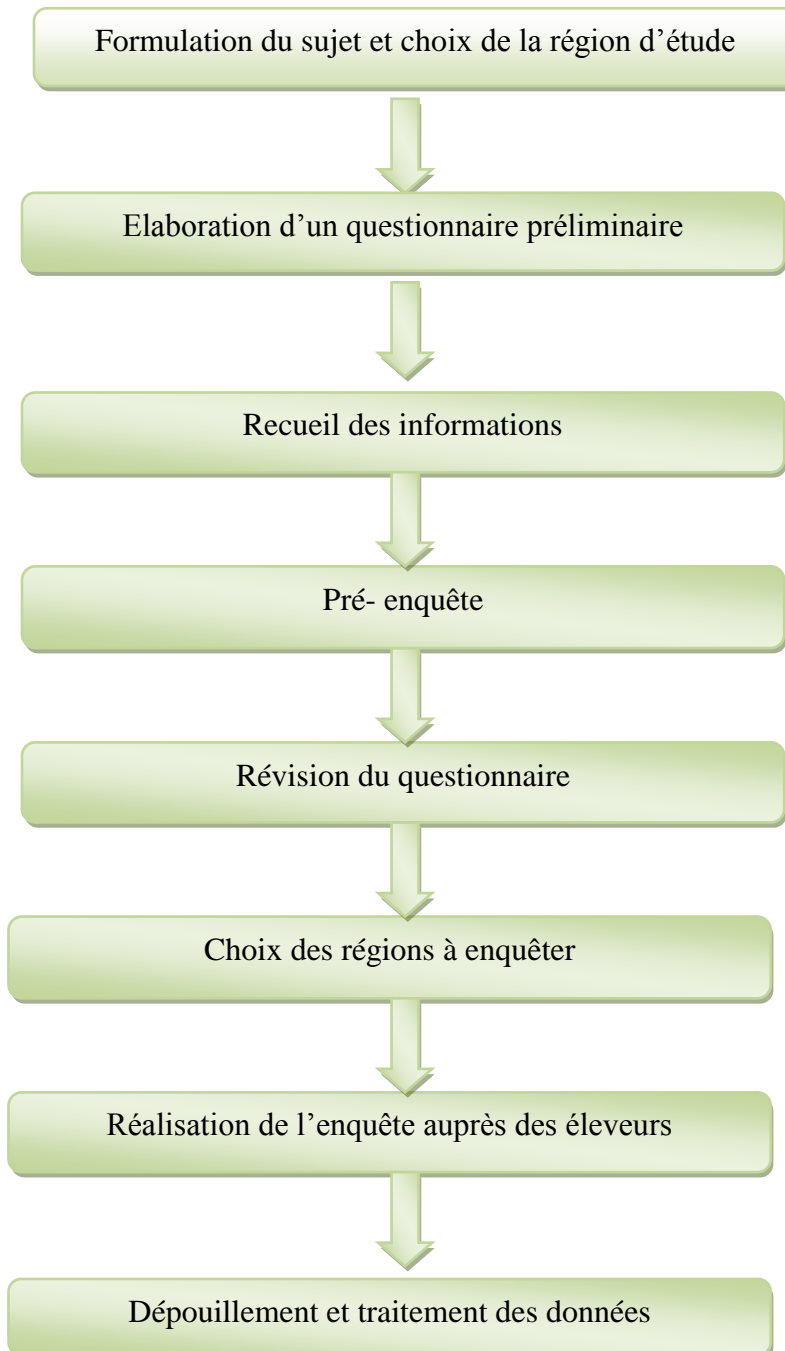 Formulation du sujet et choix de la région d’étude
Elaboration d’un questionnaire préliminaire
Recueil des informations
Pré- enquête
Révision du questionnaire
Choix des régions à enquêter
Réalisation de l’enquête auprès des éleveurs
Dépouillement et traitement des données